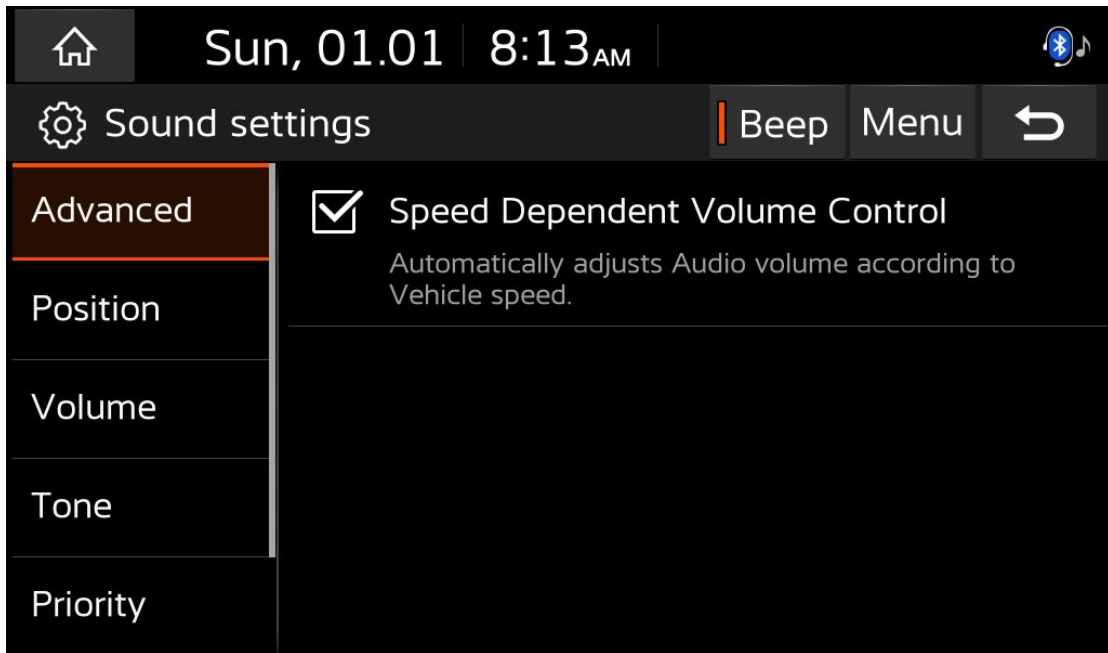 Sun, 01.01 8:13AM
Sound settings Beep Menu
Advanced
Speed Dependent Volume Control
Automatically adjusts Audio volume according to
Vehicle speed.
Position
Volume
Tone
Priority